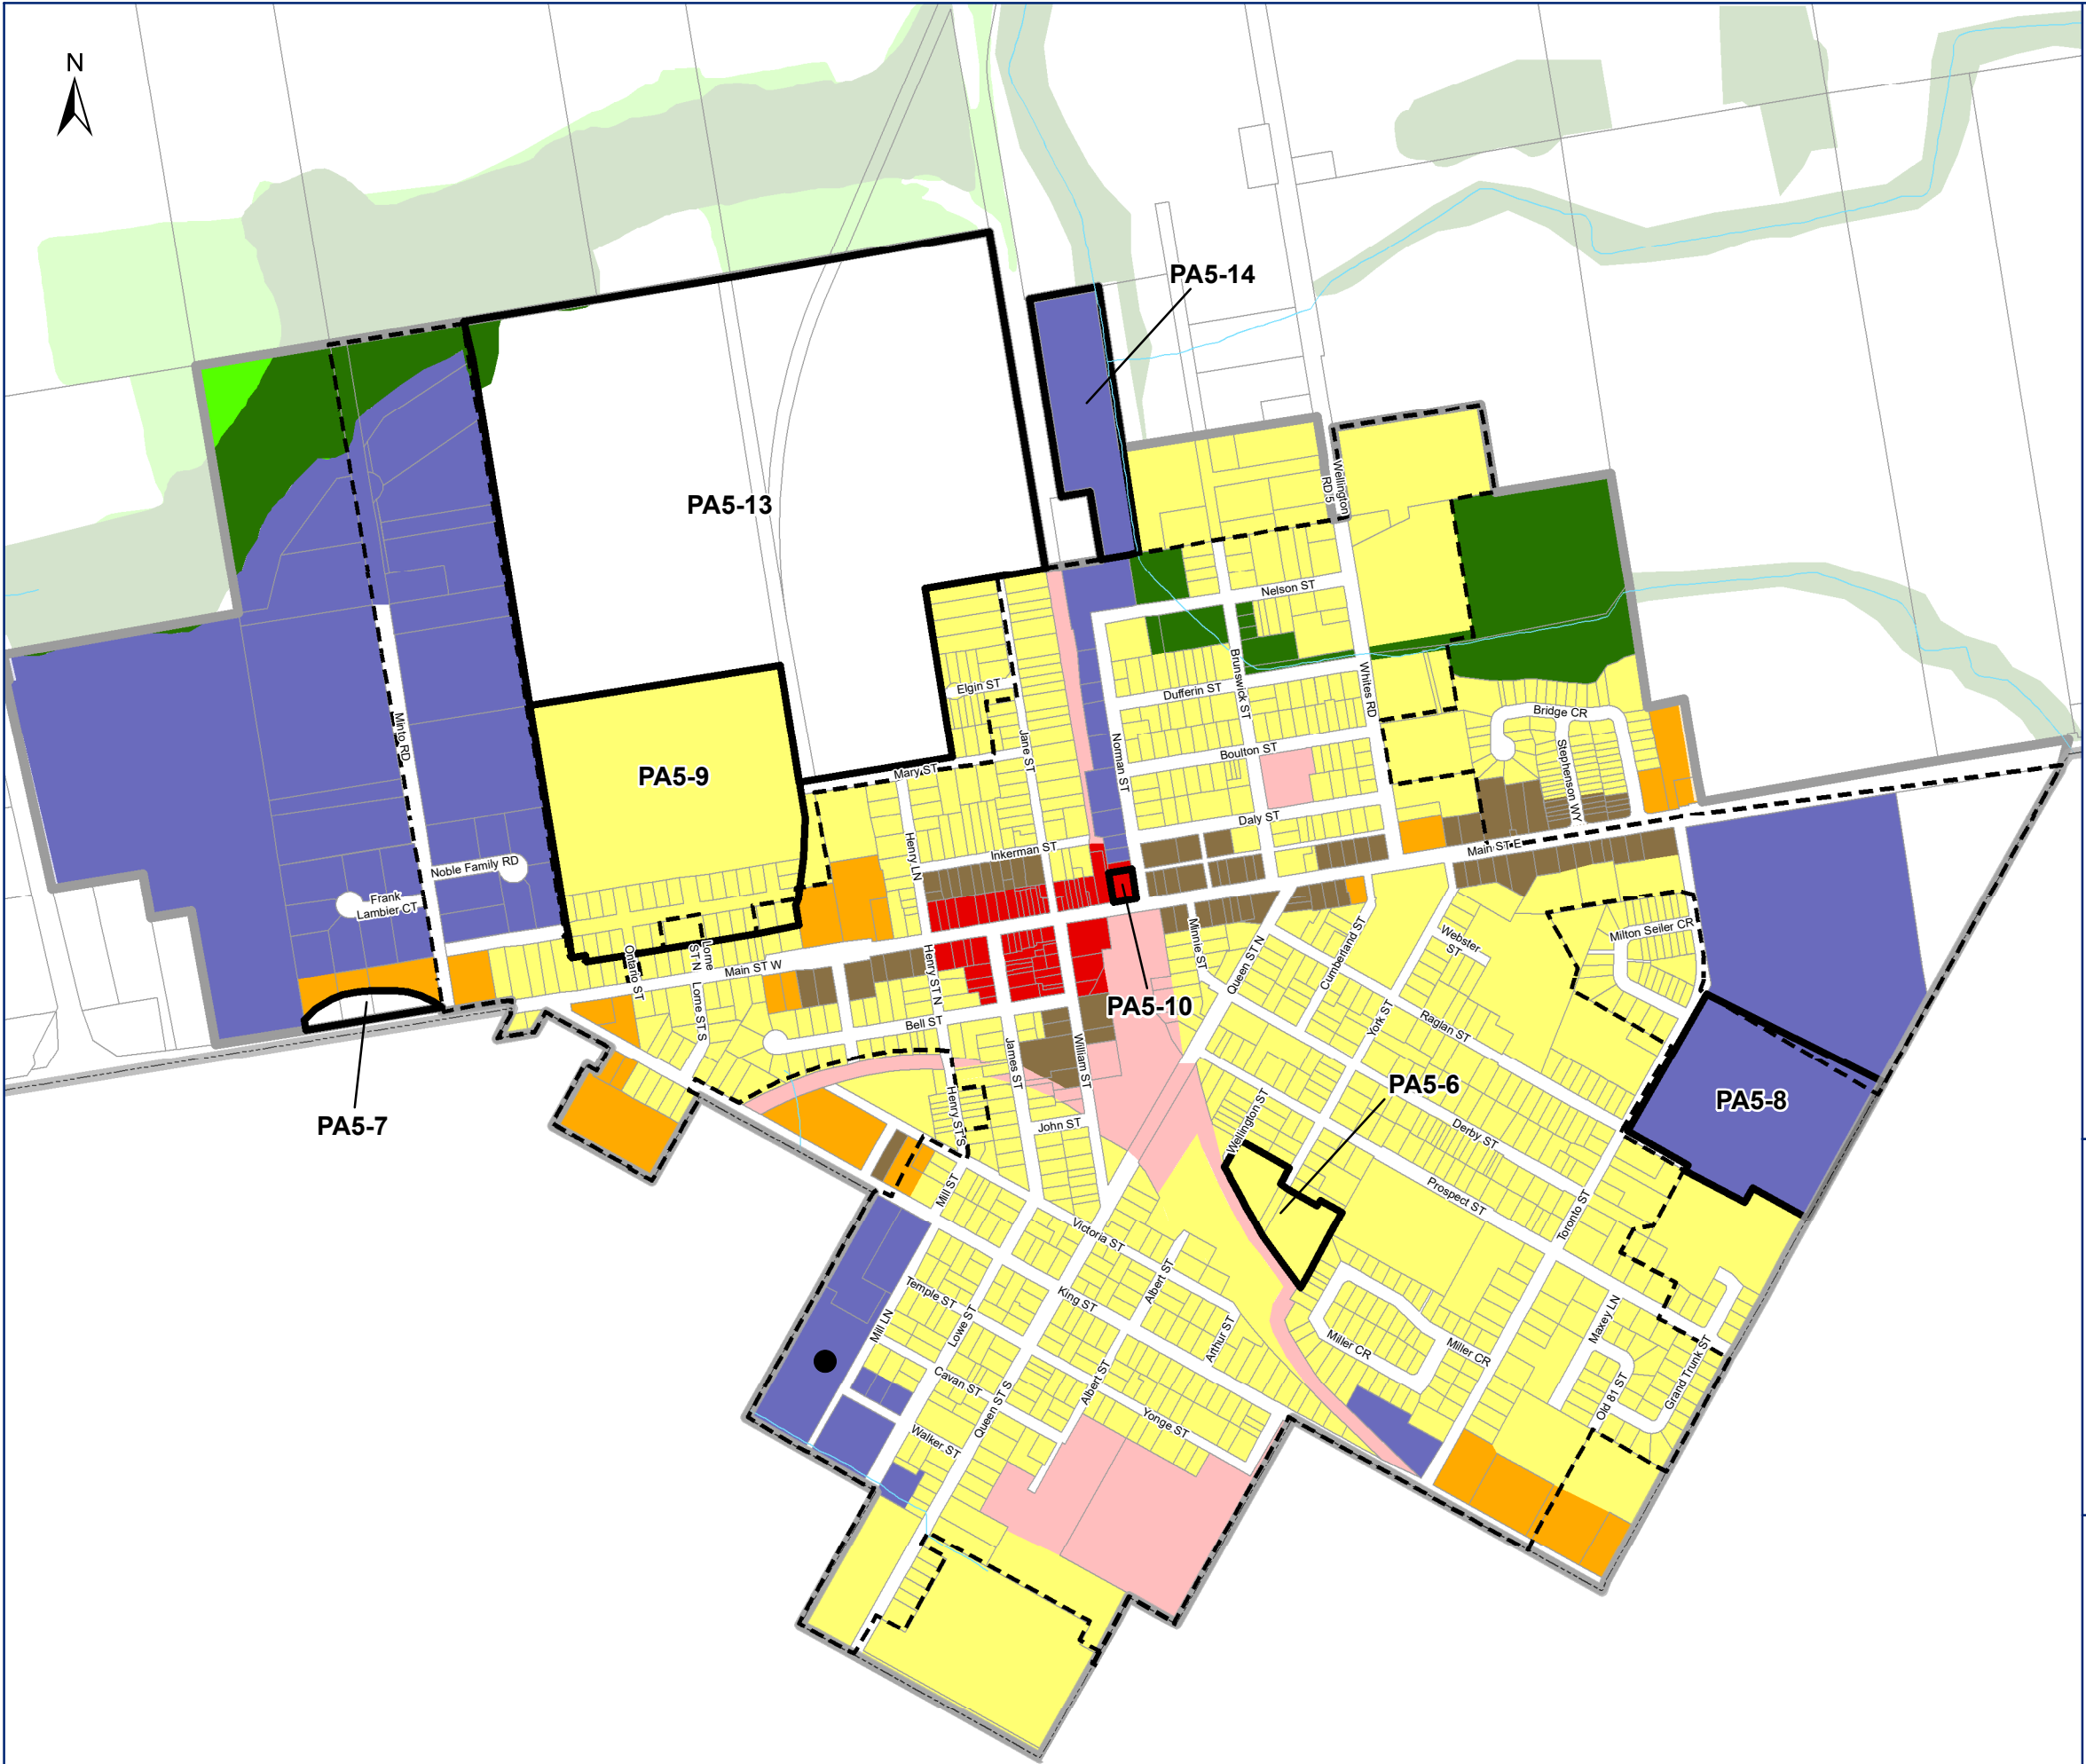 N
PA5-14
PA5-13
Wellington
RD 5
Nelson ST
Elgin ST
Brunswick ST
Dufferin ST
Whites RD
Bridge CR
Minto RD
Jane ST
Norman ST
Boulton ST
Stephenson WY
PA5-9
Mary ST
Daly ST
Henry LN
Inkerman ST
Main ST E
Noble Family RD
Frank
Lambier CT
Minnie ST
Queen ST N
Cumberland ST
Webster
ST
Milton Seiler CR
Ontario ST
Lorne
ST N
Main ST W
Henry ST N
PA5-10
Lorne ST S
Bell ST
York ST
Raglan ST
James ST
William ST
PA5-6
PA5-8
PA5-7
Henry ST S
John ST
Wellington ST
Derby ST
Mill ST
Prospect ST
Toronto ST
Victoria ST
Albert ST
Temple ST
King ST
Mill LN
Lowe ST
Arthur ST
Miller CR
Miller CR
Maxey LN
Grand Trunk ST
Cavan ST
Albert ST
Old 81 ST
Queen ST S
Yonge ST
Walker ST